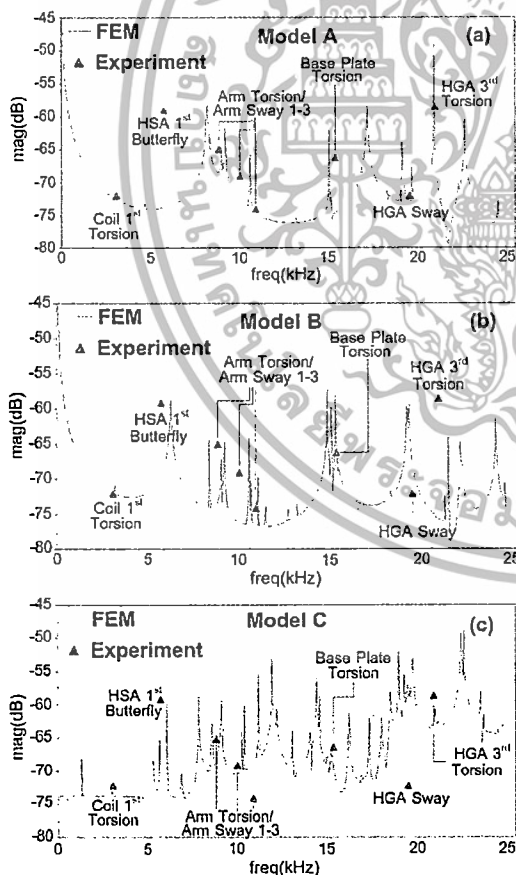 -45
-50
-55
-60
-65
-70
-75
-80
mag(dB)
FEM
Experiment
Model A
(a)
Base Plate
Torsion
HGA 3rd
Torsion
Arm Torsion/
Arm Sway 1-3
HSA 1st
Butterfly
Coil 1st
Torsion
HGA Sway
0
5
10
15
20
25
freq(kHz)
-45
-50
-55
-60
-65
-70
-75
-80
mag(dB)
FEM
Experiment
Model B
(b)
Base Plate
Torsion
HGA 3rd
Torsion
Arm Torsion/
Arm Sway 1-3
HSA 1st
Butterfly
Coil 1st
Torsion
HGA Sway
0
5
10
15
20
25
freq(kHz)
-45
-50
-55
-60
-65
-70
-75
-80
mag(dB)
FEM
Experiment
Model C
(c)
Base Plate
Torsion
HSA 1st
Butterfly
HGA 3rd
Torsion
Coil 1st
Torsion
Arm Torsion/
Arm Sway 1-3
HGA Sway
0
5
10
15
20
25
freq(kHz)